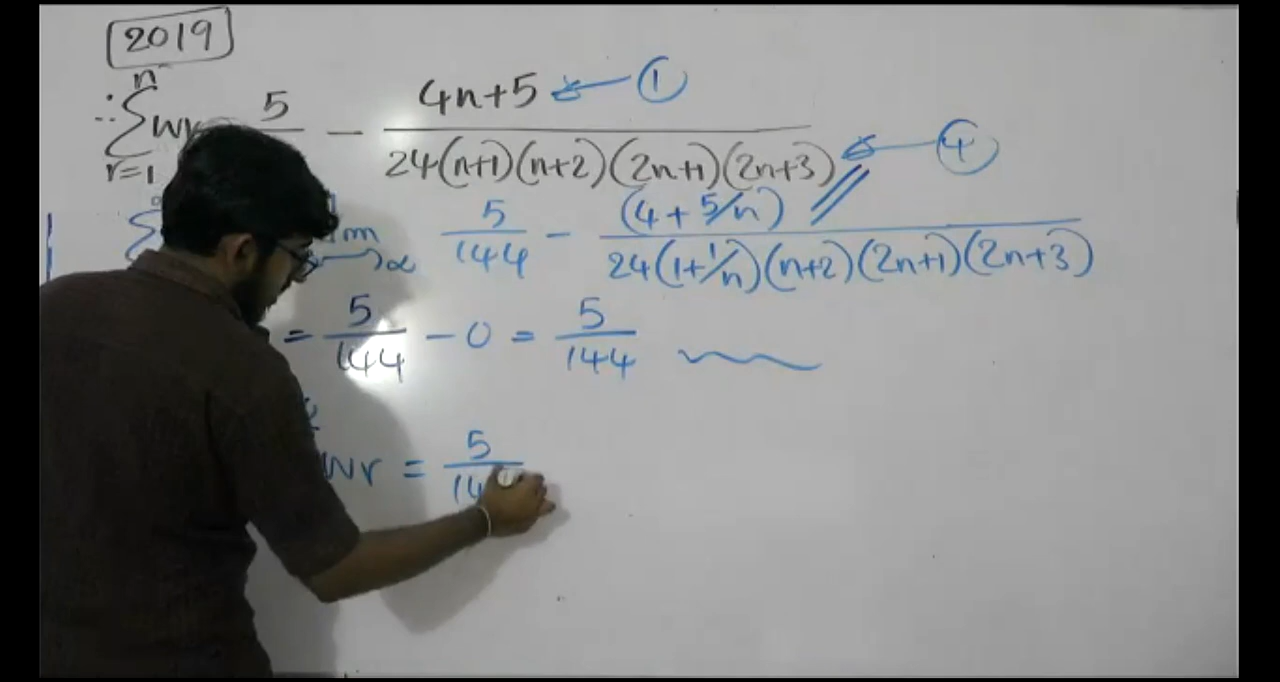 2019
∴ n Σ r=1 Wr 5 − 4n+5 / 24(n+1)(n+2)(2n+1)(2n+3) ← ① ← ④
Σ 5/144 − (4 + 5/n) / 24(1+1/n)(n+2)(2n+1)(2n+3)
= 5/144 − 0 = 5/144
Wr = 5/